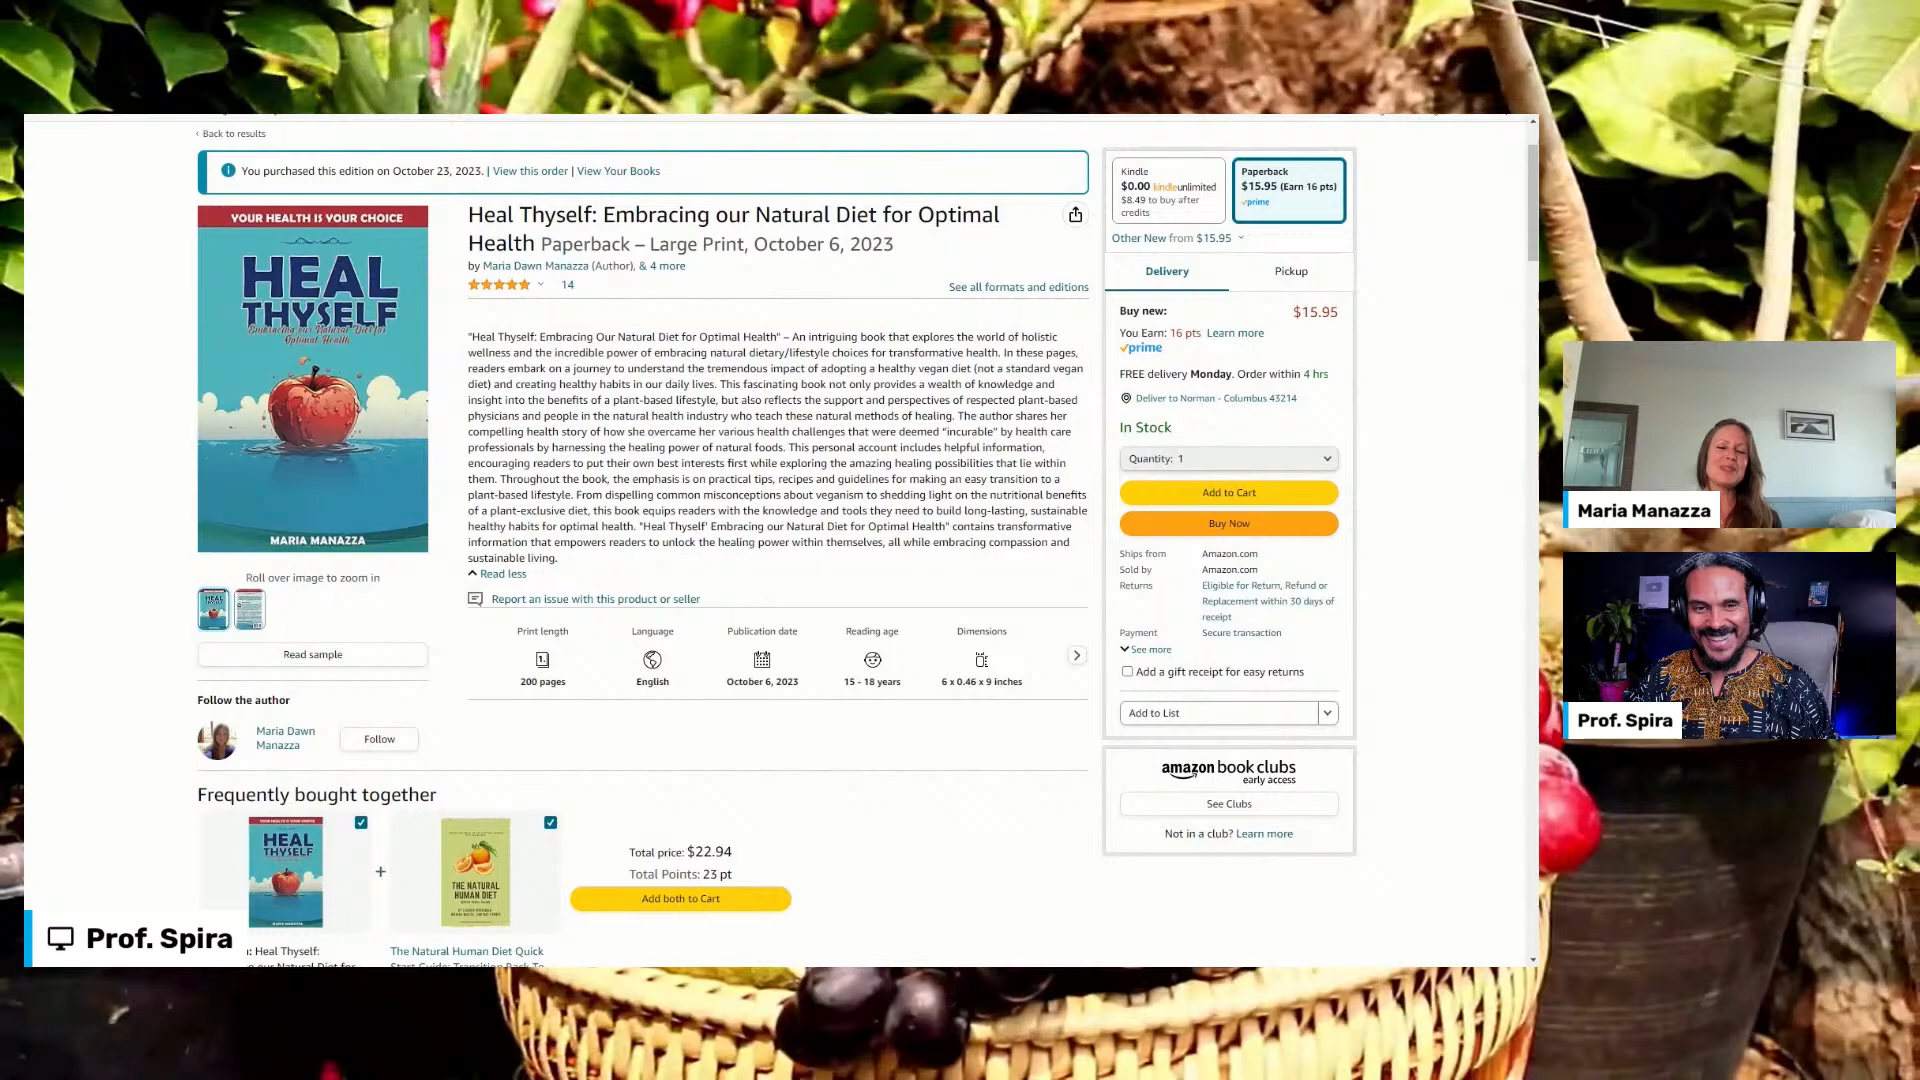 ‹ Back to results
You purchased this edition on October 23, 2023. | View this order | View Your Books
YOUR HEALTH IS YOUR CHOICE
HEAL
THYSELF
Embracing our Natural Diet for
Optimal Health.
MARIA MANAZZA
Roll over image to zoom in
Read sample
Follow the author
Maria Dawn
Manazza
Follow
Heal Thyself: Embracing our Natural Diet for Optimal
Health Paperback – Large Print, October 6, 2023
by Maria Dawn Manazza (Author), & 4 more
14
See all formats and editions
"Heal Thyself: Embracing Our Natural Diet for Optimal Health" – An intriguing book that explores the world of holistic
wellness and the incredible power of embracing natural dietary/lifestyle choices for transformative health. In these pages,
readers embark on a journey to understand the tremendous impact of adopting a healthy vegan diet (not a standard vegan
diet) and creating healthy habits in our daily lives. This fascinating book not only provides a wealth of knowledge and
insight into the benefits of a plant-based lifestyle, but also reflects the support and perspectives of respected plant-based
physicians and people in the natural health industry who teach these natural methods of healing. The author shares her
compelling health story of how she overcame her various health challenges that were deemed “incurable” by health care
professionals by harnessing the healing power of natural foods. This personal account includes helpful information,
encouraging readers to put their own best interests first while exploring the amazing healing possibilities that lie within
them. Throughout the book, the emphasis is on practical tips, recipes and guidelines for making an easy transition to a
plant-based lifestyle. From dispelling common misconceptions about veganism to shedding light on the nutritional benefits
of a plant-exclusive diet, this book equips readers with the knowledge and tools they need to build long-lasting, sustainable
healthy habits for optimal health. "Heal Thyself' Embracing our Natural Diet for Optimal Health" contains transformative
information that empowers readers to unlock the healing power within themselves, all while embracing compassion and
sustainable living.
Read less
Report an issue with this product or seller
Print length
Language
Publication date
Reading age
Dimensions
200 pages
English
October 6, 2023
15 - 18 years
6 x 0.46 x 9 inches
Kindle
$0.00 kindleunlimited
$8.49 to buy after
credits
Paperback
$15.95 (Earn 16 pts)
prime
Other New from $15.95
Delivery
Pickup
Buy new:
$15.95
You Earn: 16 pts Learn more
prime
FREE delivery Monday. Order within 4 hrs
Deliver to Norman - Columbus 43214
In Stock
Quantity: 1
Add to Cart
Buy Now
Ships from Amazon.com
Sold by Amazon.com
Returns Eligible for Return, Refund or
Replacement within 30 days of
receipt
Payment Secure transaction
See more
Add a gift receipt for easy returns
Add to List
amazon book clubs
early access
See Clubs
Not in a club? Learn more
Frequently bought together
YOUR HEALTH IS YOUR CHOICE
HEAL
THYSELF
MARIA MANAZZA
+
THE NATURAL
HUMAN DIET
Total price: $22.94
Total Points: 23 pt
Add both to Cart
Heal Thyself:
our Natural Diet for
The Natural Human Diet Quick
Start Guide: Transition Back To
Prof. Spira
Maria Manazza
Prof. Spira